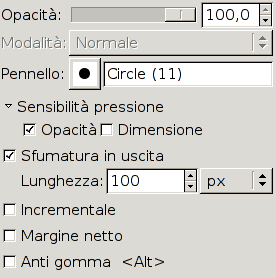 Opacità: 100,0
Modalità: Normale
Pennello: Circle (11)
Sensibilità pressione
Opacità Dimensione
Sfumatura in uscita
Lunghezza: 100 px
Incrementale
Margine netto
Anti gomma <Alt>